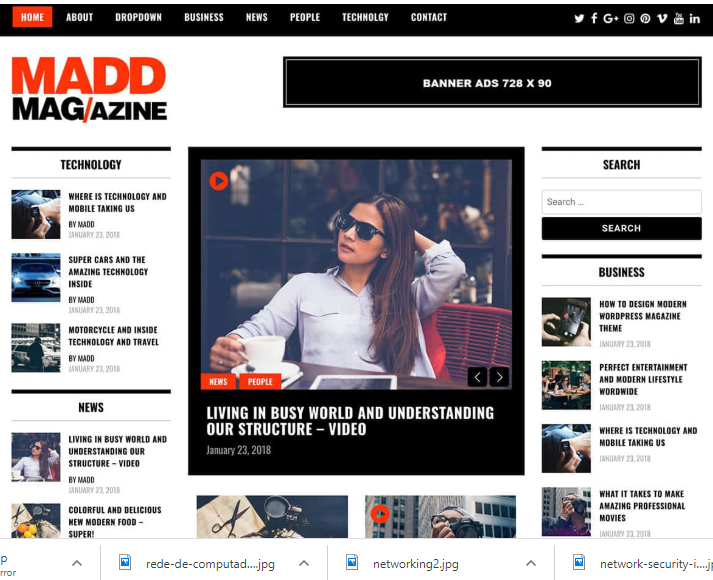 HOME ABOUT DROPDOWN BUSINESS NEWS PEOPLE TECHNOLGY CONTACT
MADD
MAG/AZINE
BANNER ADS 728 X 90
TECHNOLOGY
WHERE IS TECHNOLOGY AND
MOBILE TAKING US
BY MADD
JANUARY 23, 2018
SUPER CARS AND THE
AMAZING TECHNOLOGY
INSIDE
BY MADD
JANUARY 23, 2018
MOTORCYCLE AND INSIDE
TECHNOLOGY AND TRAVEL
BY MADD
JANUARY 23, 2018
NEWS
LIVING IN BUSY WORLD AND
UNDERSTANDING OUR
STRUCTURE – VIDEO
BY MADD
JANUARY 23, 2018
COLORFUL AND DELICIOUS
NEW MODERN FOOD –
SUPER!
NEWS PEOPLE
LIVING IN BUSY WORLD AND UNDERSTANDING
OUR STRUCTURE – VIDEO
January 23, 2018
SEARCH
Search …
SEARCH
BUSINESS
HOW TO DESIGN MODERN
WORDPRESS MAGAZINE
THEME
JANUARY 23, 2018
PERFECT ENTERTAINMENT
AND MODERN LIFESTYLE
WORDWIDE
JANUARY 23, 2018
WHERE IS TECHNOLOGY AND
MOBILE TAKING US
JANUARY 23, 2018
WHAT IT TAKES TO MAKE
AMAZING PROFESSIONAL
MOVIES
JANUARY 23, 2018
p
rror
rede-de-computad....jpg
networking2.jpg
network-security-i....jp